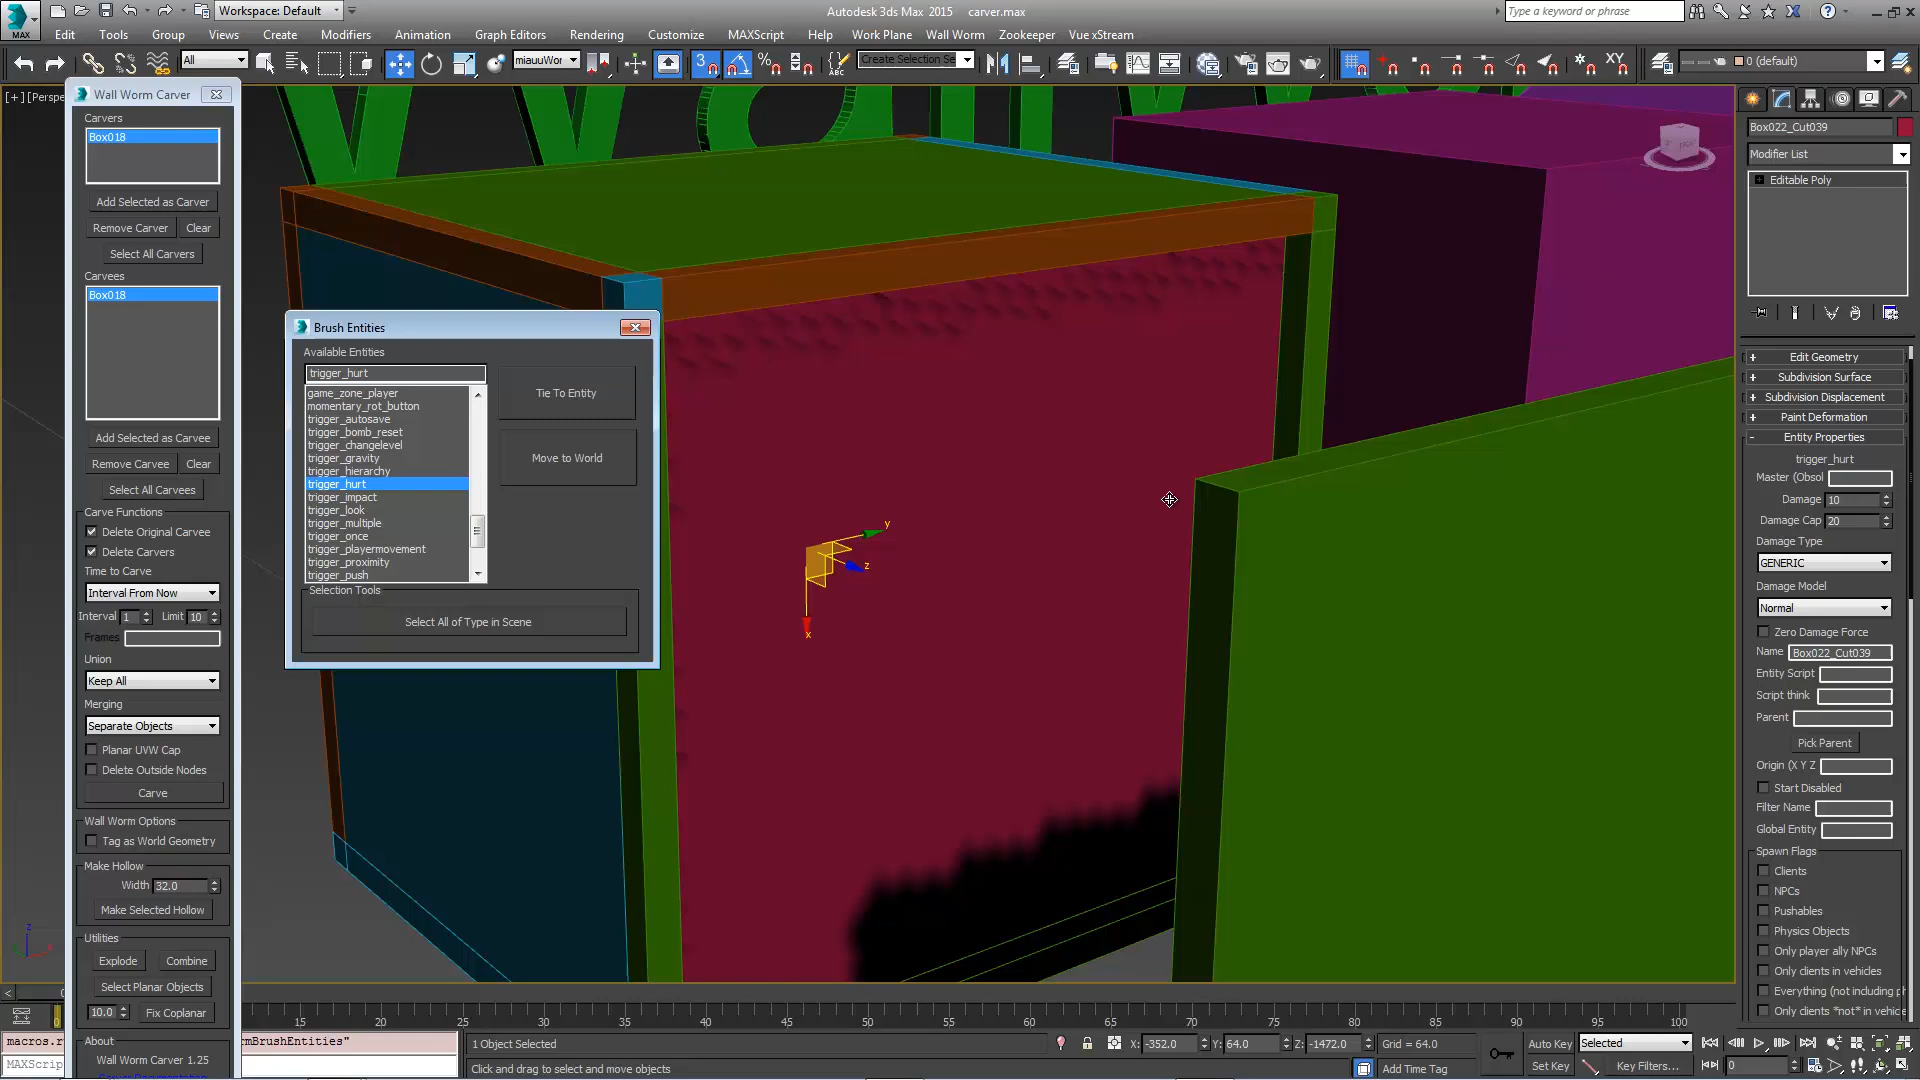 Workspace: Default
Autodesk 3ds Max 2015 carver.max
Type a keyword or phrase
MAX
Edit Tools Group Views Create Modifiers Animation Graph Editors Rendering Customize MAXScript Help Work Plane Wall Worm Zookeeper Vue xStream
All
miauuWor
3
Create Selection Se
XY
0 (default)
[+] [Persp
Wall Worm Carver
Carvers
Box018
Add Selected as Carver
Remove Carver Clear
Select All Carvers
Carvees
Box018
Add Selected as Carvee
Remove Carvee Clear
Select All Carvees
Carve Functions
Delete Original Carvee
Delete Carvers
Time to Carve
Interval From Now
Interval 1 Limit 10
Frames
Union
Keep All
Merging
Separate Objects
Planar UVW Cap
Delete Outside Nodes
Carve
Wall Worm Options
Tag as World Geometry
Make Hollow
Width 32.0
Make Selected Hollow
Utilities
Explode Combine
Select Planar Objects
10.0 Fix Coplanar
About
Wall Worm Carver 1.25
Brush Entities
Available Entities
trigger_hurt
game_zone_player
momentary_rot_button
trigger_autosave
trigger_bomb_reset
trigger_changelevel
trigger_gravity
trigger_hierarchy
trigger_hurt
trigger_impact
trigger_look
trigger_multiple
trigger_once
trigger_playermovement
trigger_proximity
trigger_push
Tie To Entity
Move to World
Selection Tools
Select All of Type in Scene
y
z
x
Box022_Cut039
Modifier List
Editable Poly
+ Edit Geometry
+ Subdivision Surface
+ Subdivision Displacement
+ Paint Deformation
- Entity Properties
trigger_hurt
Master (Obsol
Damage 10
Damage Cap 20
Damage Type
GENERIC
Damage Model
Normal
Zero Damage Force
Name Box022_Cut039
Entity Script
Script think
Parent
Pick Parent
Origin (X Y Z
Start Disabled
Filter Name
Global Entity
Spawn Flags
Clients
NPCs
Pushables
Physics Objects
Only player ally NPCs
Only clients in vehicles
Everything (not including p
Only clients *not* in vehicle
15 20 25 30 35 40 45 50 55 60 65 70 75 80 85 90 95 100
macros.r
rmBrushEntities"
MAXScri
1 Object Selected
Click and drag to select and move objects
X: -352.0 Y: 64.0 Z: -1472.0 Grid = 64.0
Add Time Tag
Auto Key Selected
Set Key Key Filters...
0